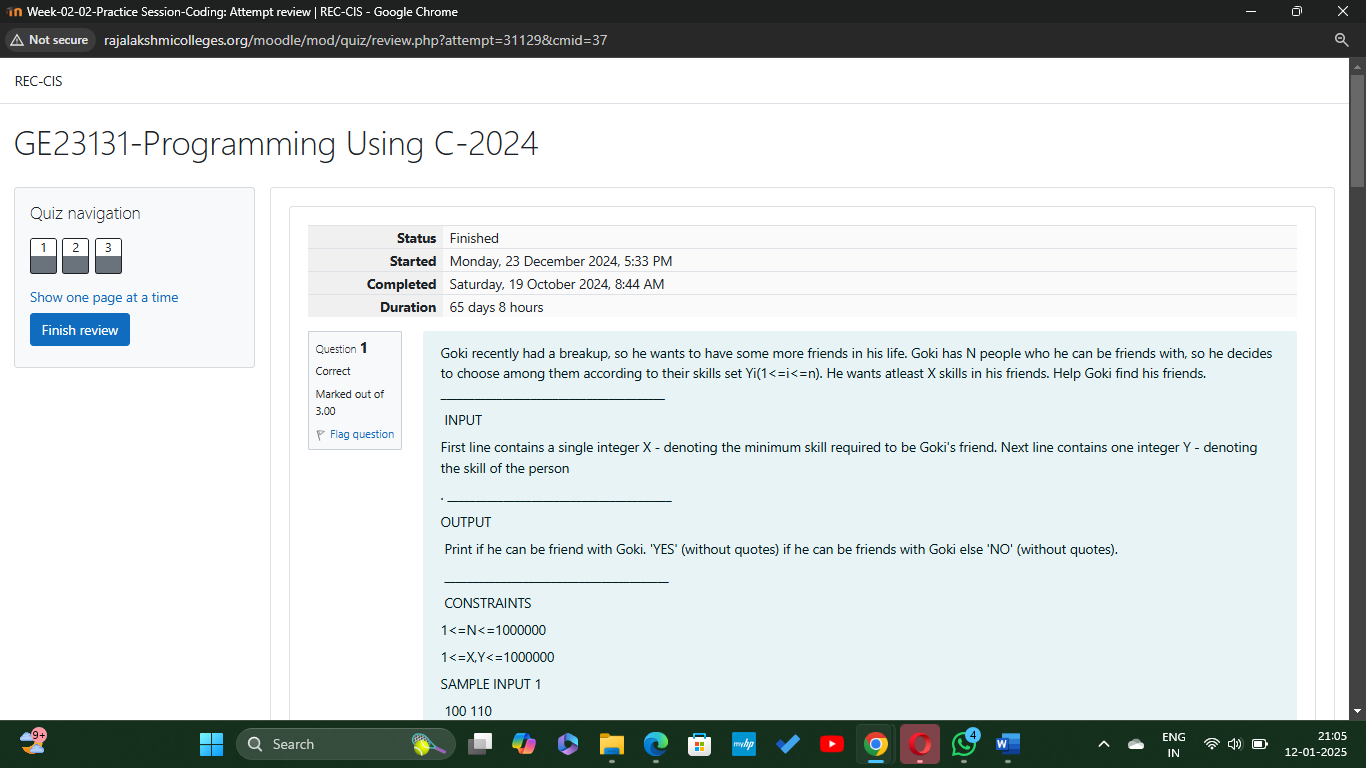 Week-02-02-Practice Session-Coding: Attempt review | REC-CIS - Google Chrome
Not secure rajalakshmicolleges.org/moodle/mod/quiz/review.php?attempt=31129&cmid=37
REC-CIS
GE23131-Programming Using C-2024
Quiz navigation
1 2 3
Show one page at a time
Finish review
Status Finished
Started Monday, 23 December 2024, 5:33 PM
Completed Saturday, 19 October 2024, 8:44 AM
Duration 65 days 8 hours
Question 1
Correct
Marked out of
3.00
Flag question
Goki recently had a breakup, so he wants to have some more friends in his life. Goki has N people who he can be friends with, so he decides
to choose among them according to their skills set Yi(1<=i<=n). He wants atleast X skills in his friends. Help Goki find his friends.
INPUT
First line contains a single integer X - denoting the minimum skill required to be Goki's friend. Next line contains one integer Y - denoting
the skill of the person
.
OUTPUT
Print if he can be friend with Goki. 'YES' (without quotes) if he can be friends with Goki else 'NO' (without quotes).
CONSTRAINTS
1<=N<=1000000
1<=X,Y<=1000000
SAMPLE INPUT 1
100 110
9+
Search
myhp
4
W
ENG
IN
21:05
12-01-2025